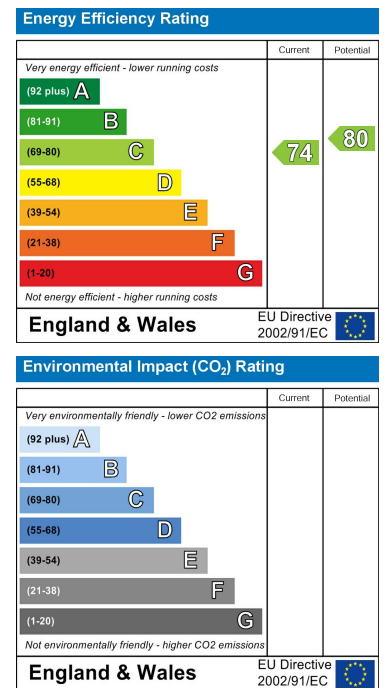 Energy Efficiency Rating
Current Potential
Very energy efficient - lower running costs
(92 plus) A
(81-91) B
(69-80) C
(55-68) D
(39-54) E
(21-38) F
(1-20) G
74 80
Not energy efficient - higher running costs
England & Wales
EU Directive
2002/91/EC
Environmental Impact (CO₂) Rating
Current Potential
Very environmentally friendly - lower CO2 emissions
(92 plus) A
(81-91) B
(69-80) C
(55-68) D
(39-54) E
(21-38) F
(1-20) G
Not environmentally friendly - higher CO2 emissions
England & Wales
EU Directive
2002/91/EC